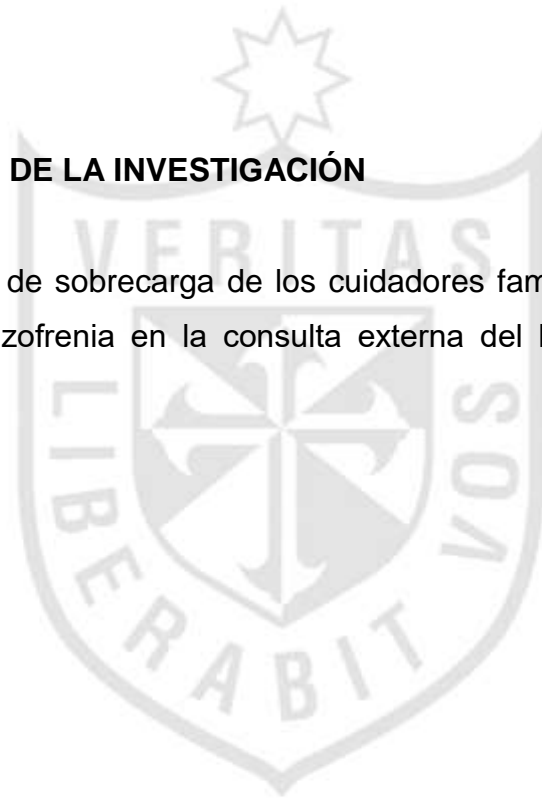 DE LA INVESTIGACIÓN
VERITAS
de sobrecarga de los cuidadores fam
zofrenia en la consulta externa del
LIBERABIT VOS